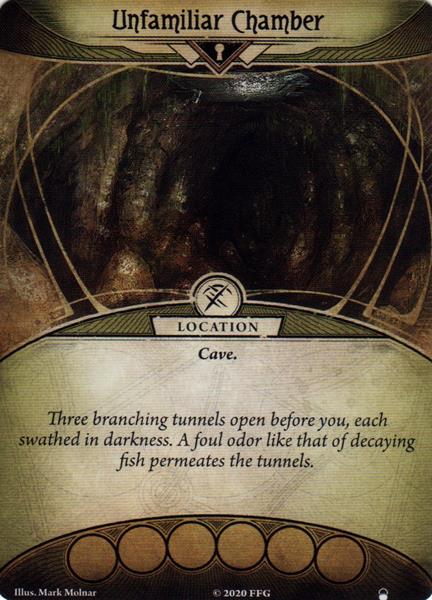 Unfamiliar Chamber
LOCATION
Cave.
Three branching tunnels open before you, each
swathed in darkness. A foul odor like that of decaying
fish permeates the tunnels.
Illus. Mark Molnar
© 2020 FFG